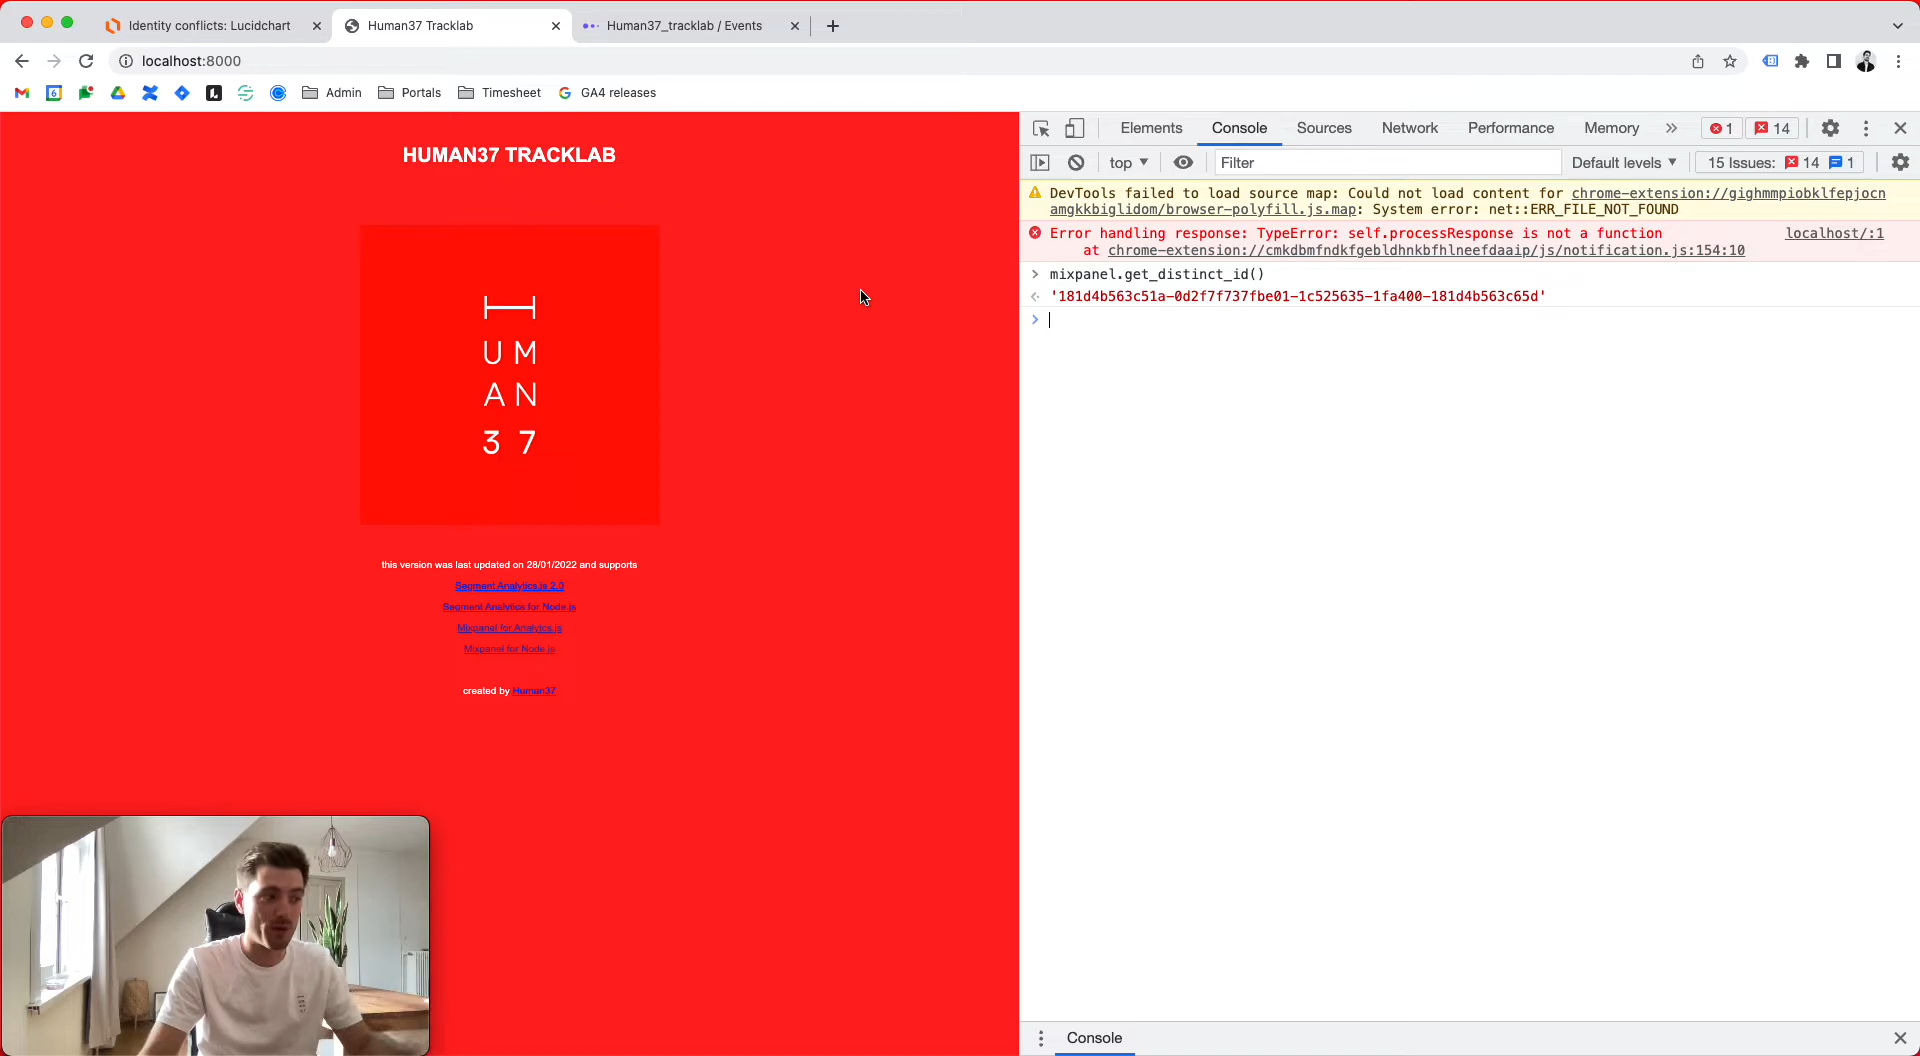 Identity conflicts: Lucidchart
Human37 Tracklab
Human37_tracklab / Events
localhost:8000
6
Admin
Portals
Timesheet
GA4 releases
HUMAN37 TRACKLAB
UM
AN
37
this version was last updated on 28/01/2022 and supports
Segment Analytics.js 2.0
Segment Analytics for Node.js
Mixpanel for Analytcs.js
Mixpanel for Node.js
created by Human37
Elements
Console
Sources
Network
Performance
Memory
1
14
top
Filter
Default levels
15 Issues:
14
1
DevTools failed to load source map: Could not load content for chrome-extension://gighmmpiobklfepjocn
amgkkbiglidom/browser-polyfill.js.map: System error: net::ERR_FILE_NOT_FOUND
Error handling response: TypeError: self.processResponse is not a function
localhost/:1
at chrome-extension://cmkdbmfndkfgebldhnkbfhlneefdaaip/js/notification.js:154:10
> mixpanel.get_distinct_id()
'181d4b563c51a-0d2f7f737fbe01-1c525635-1fa400-181d4b563c65d'
>
Console